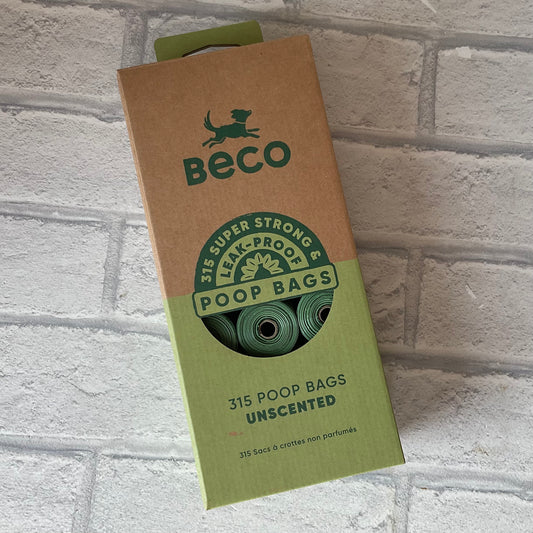 BeCO
315 SUPER STRONG &
LEAK-PROOF
POOP BAGS
315 POOP BAGS
UNSCENTED
315 Sacs à crottes non parfumés